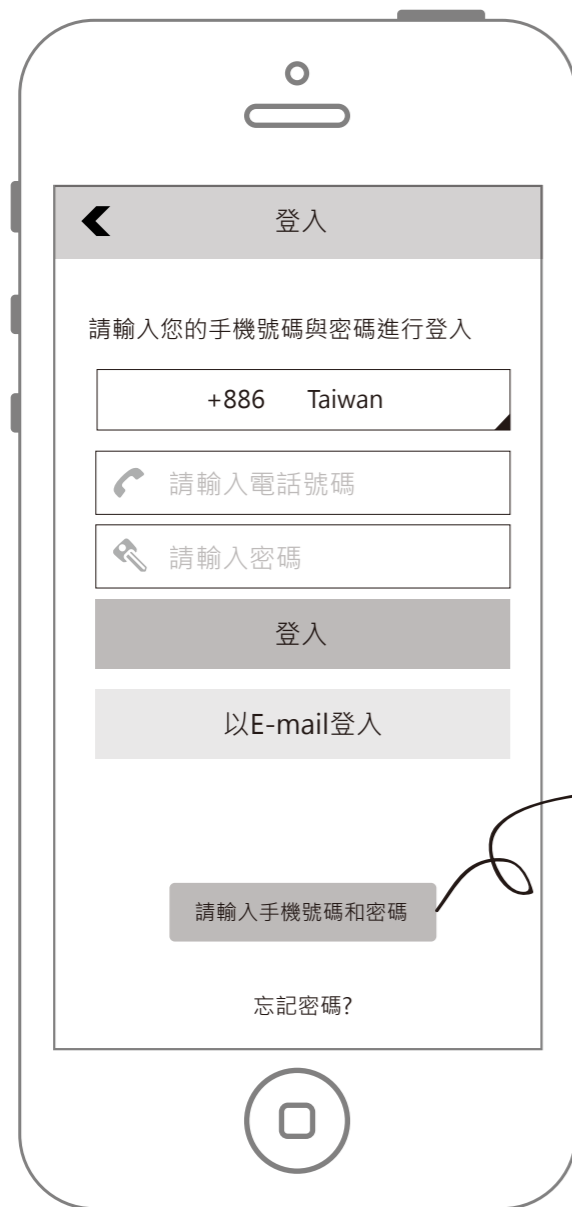 登入
請輸入您的手機號碼與密碼進行登入
+886 Taiwan
請輸入電話號碼
請輸入密碼
登入
以E-mail登入
請輸入手機號碼和密碼
忘記密碼?